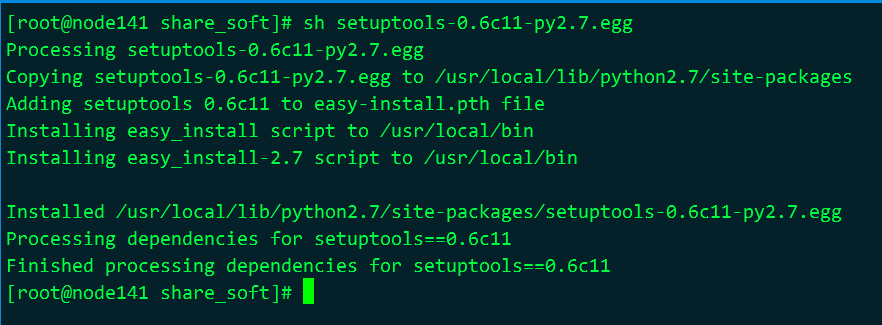 [root@node141 share_soft]# sh setuptools-0.6c11-py2.7.egg
Processing setuptools-0.6c11-py2.7.egg
Copying setuptools-0.6c11-py2.7.egg to /usr/local/lib/python2.7/site-packages
Adding setuptools 0.6c11 to easy-install.pth file
Installing easy_install script to /usr/local/bin
Installing easy_install-2.7 script to /usr/local/bin
Installed /usr/local/lib/python2.7/site-packages/setuptools-0.6c11-py2.7.egg
Processing dependencies for setuptools==0.6c11
Finished processing dependencies for setuptools==0.6c11
[root@node141 share_soft]#